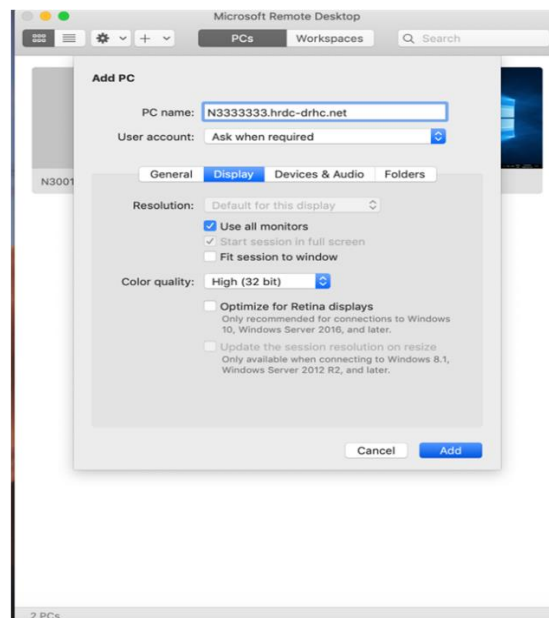 Microsoft Remote Desktop
PCs Workspaces Search
Add PC
PC name: N3333333.hrdc-drhc.net
User account: Ask when required
N3001
General Display Devices & Audio Folders
Resolution: Default for this display
Use all monitors
Start session in full screen
Fit session to window
Color quality: High (32 bit)
Optimize for Retina displays
Only recommended for connections to Windows
10, Windows Server 2016, and later.
Update the session resolution on resize
Only available when connecting to Windows 8.1,
Windows Server 2012 R2, and later.
Cancel Add
2 PCs